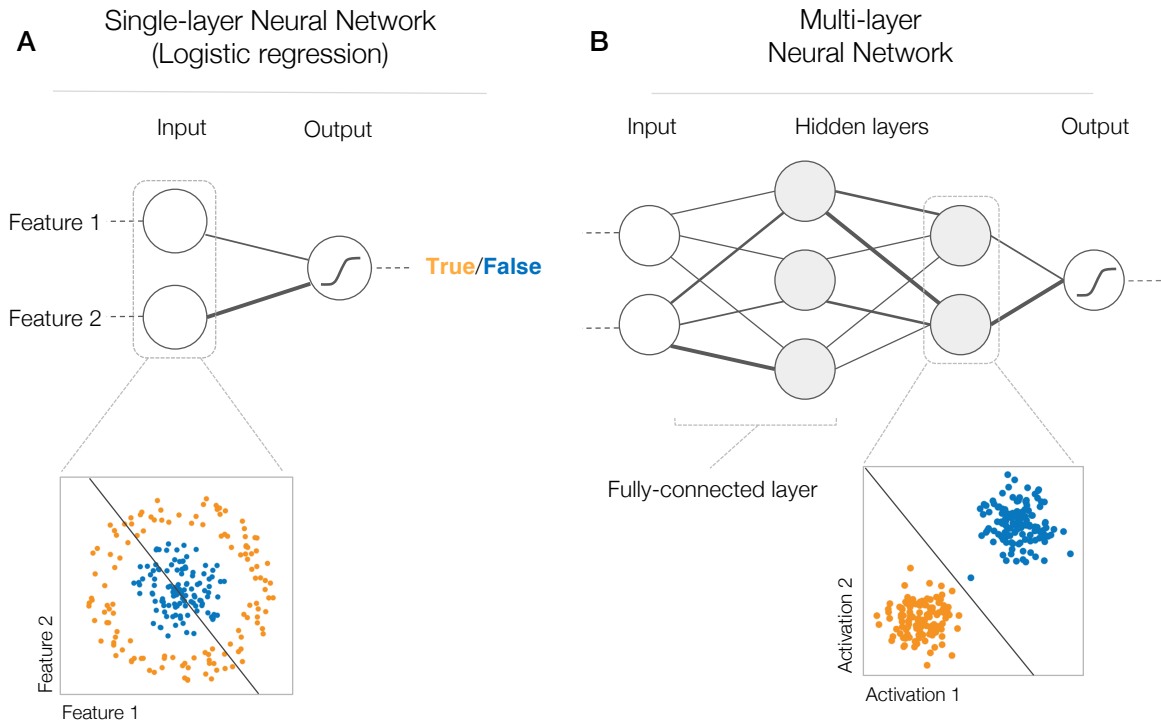 A
Single-layer Neural Network
(Logistic regression)
Input
Output
Feature 1
Feature 2
True/False
Feature 2
Feature 1
B
Multi-layer
Neural Network
Input
Hidden layers
Output
Fully-connected layer
Activation 2
Activation 1